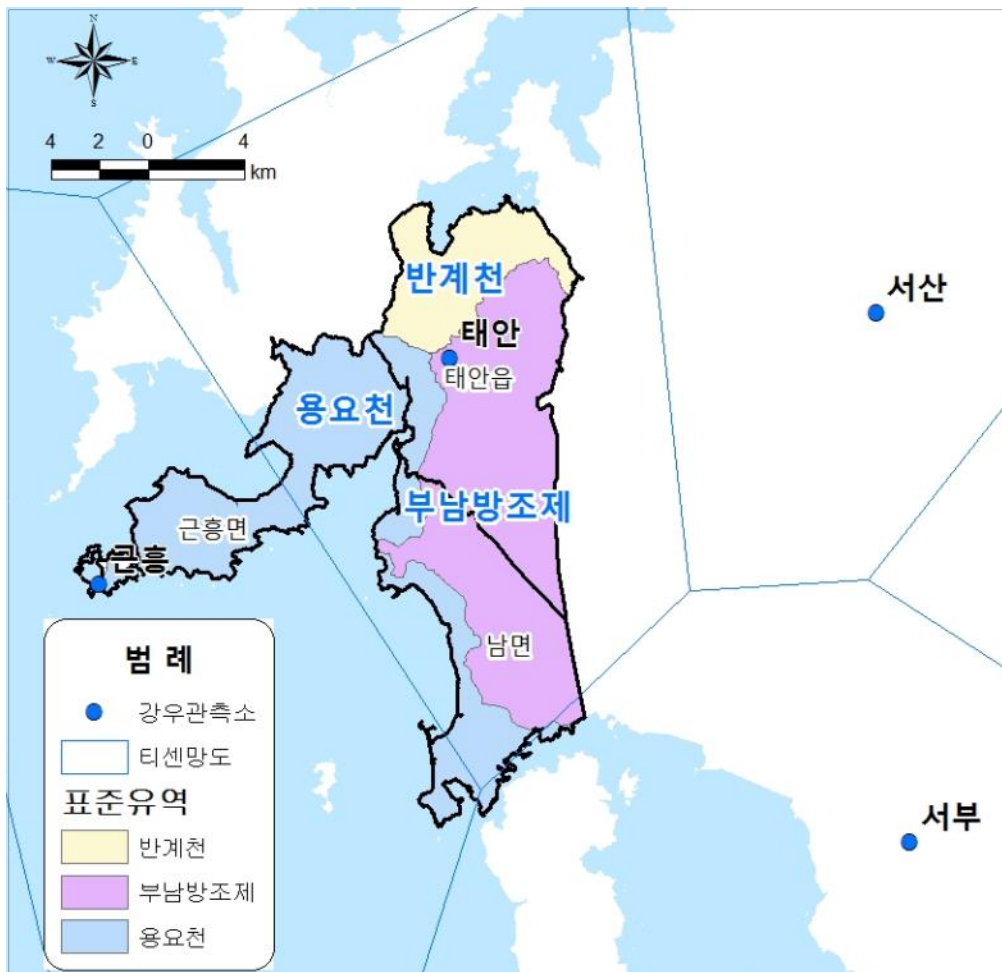 N
W E
S
4 2 0 4
km
반계천
서산
태안
태안읍
용요천
부남방조제
근흥면
근흥
남면
범 례
강우관측소
티센망도
표준유역
반계천
부남방조제
용요천
서부